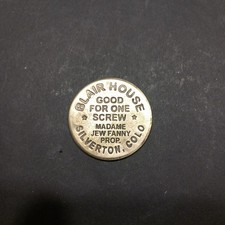 BLAIR HOUSE
GOOD
FOR ONE
SCREW
MADAME
JEW FANNY
PROP.
SILVERTON, COLO